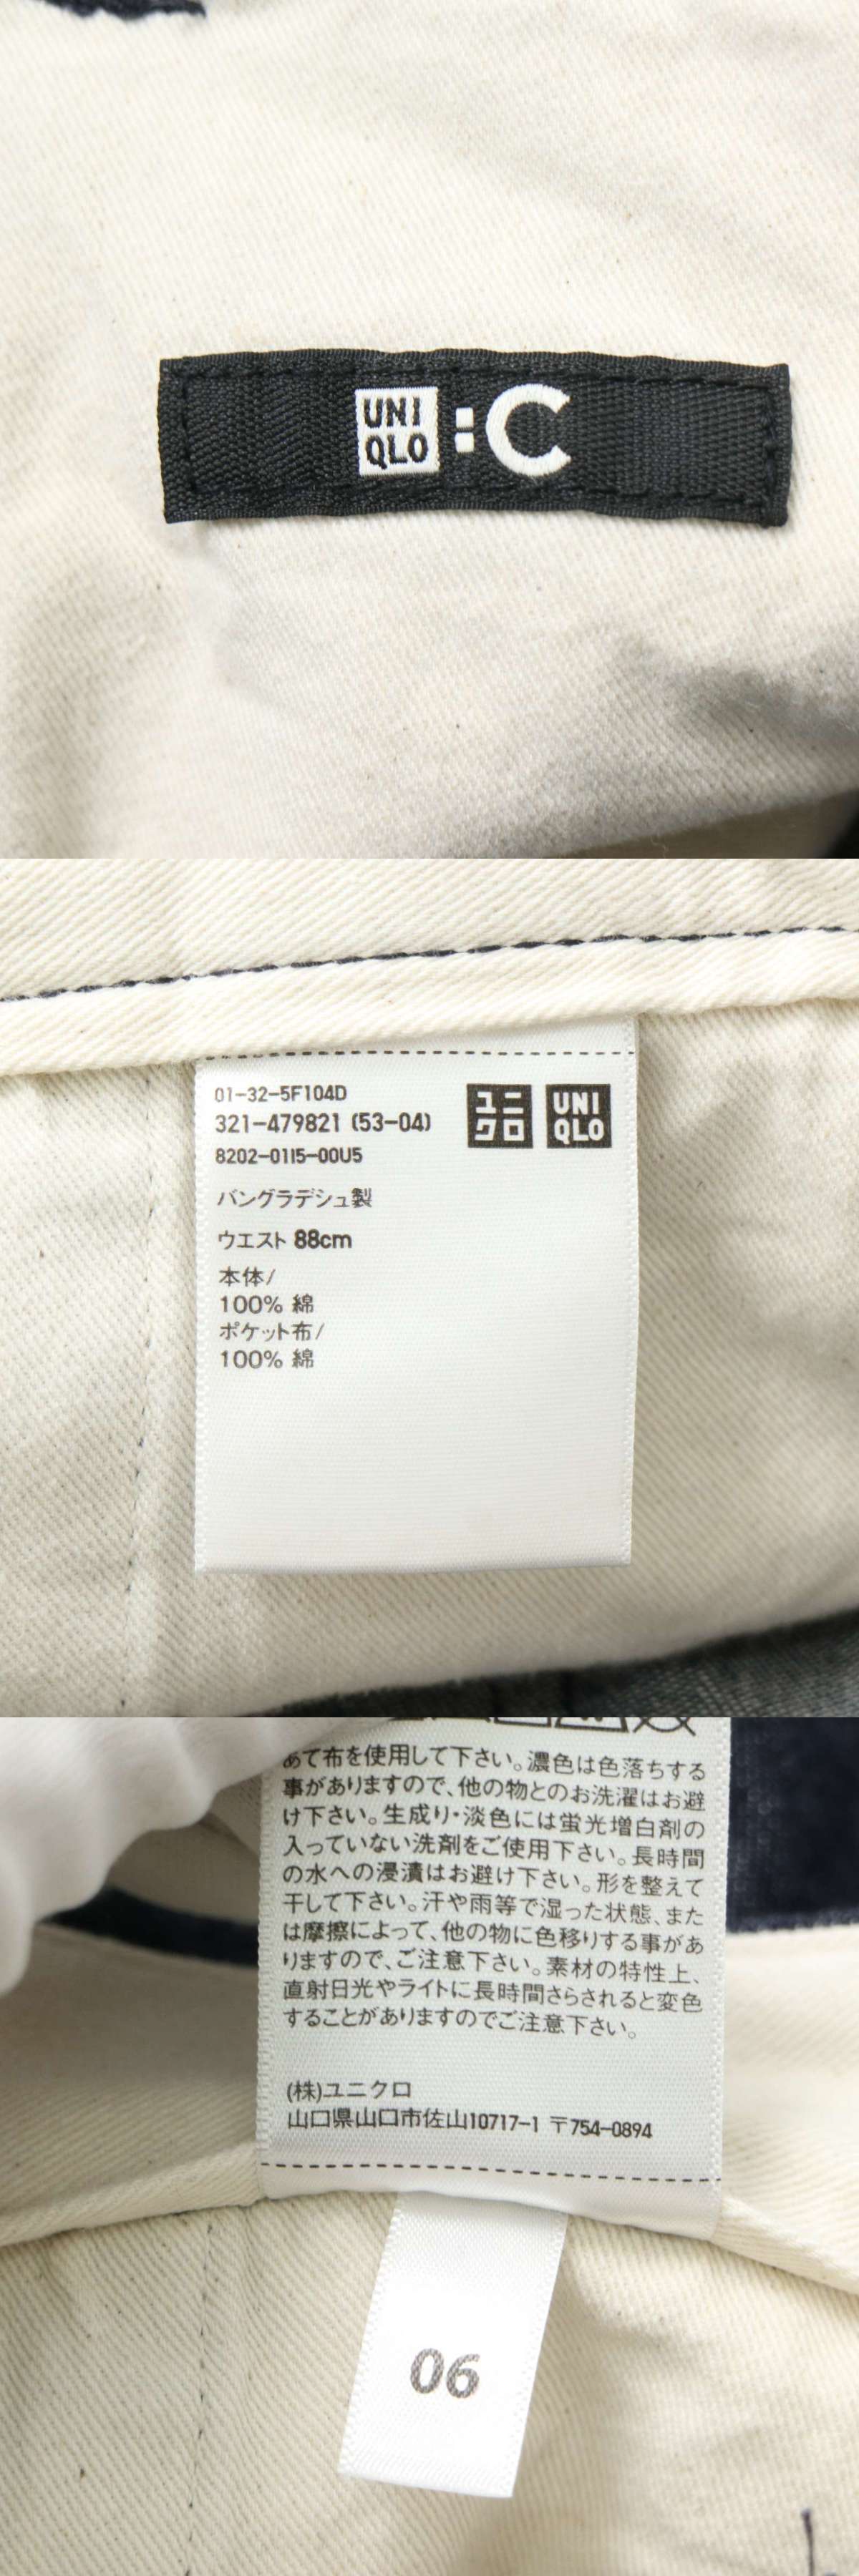 UNI
QLO
:C
01-32-5F104D
321-479821 (53-04)
8202-0115-00U5
ユニ
クロ
UNI
QLO
バングラデシュ製
ウエスト 88cm
本体/
100% 綿
ポケット布/
100% 綿
あて布を使用して下さい。濃色は色落ちする
事がありますので、他の物とのお洗濯はお避
け下さい。生成り・淡色には蛍光増白剤の
入っていない洗剤をご使用下さい。長時間
の水への浸漬はお避け下さい。形を整えて
干して下さい。汗や雨等で湿った状態、また
は摩擦によって、他の物に色移りする事があ
りますので、ご注意下さい。素材の特性上、
直射日光やライトに長時間さらされると変色
することがありますのでご注意下さい。
(株)ユニクロ
山口県山口市佐山10717-1 〒754-0894
06